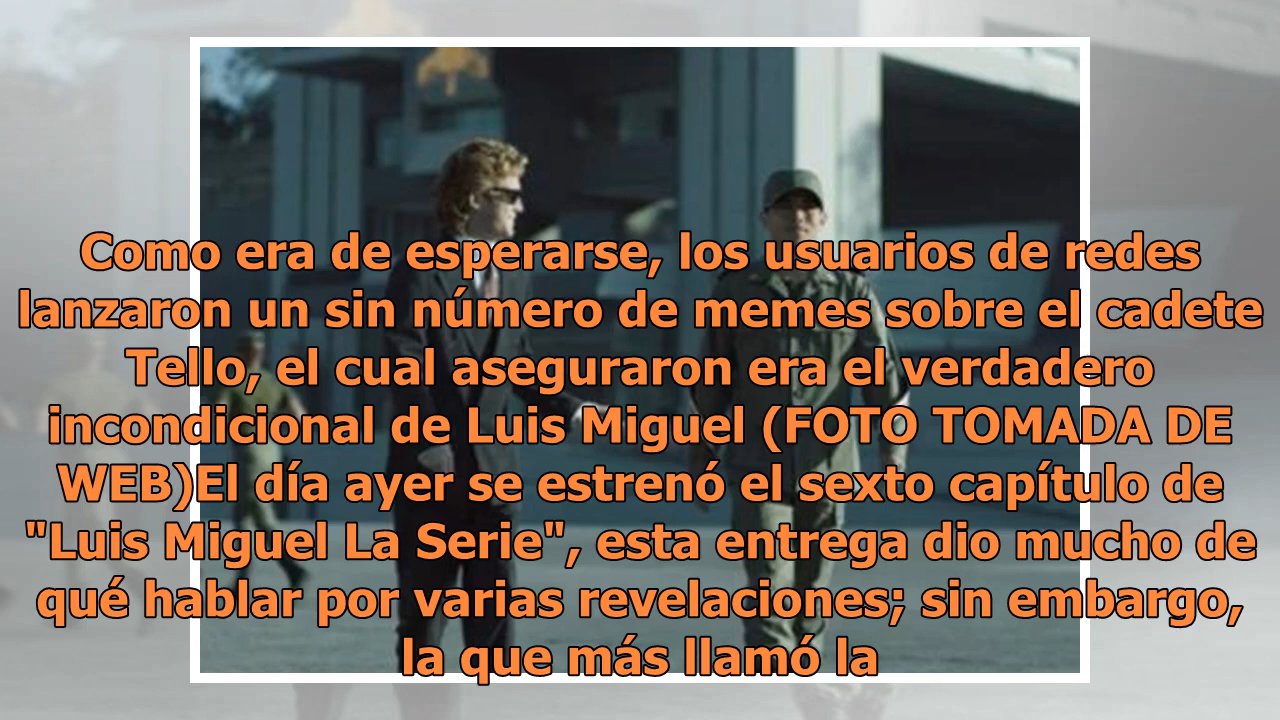 Como era de esperarse, los usuarios de redes
lanzaron un sin número de memes sobre el cadete
Tello, el cual aseguraron era el verdadero
incondicional de Luis Miguel (FOTO TOMADA DE
WEB)El día ayer se estrenó el sexto capítulo de
"Luis Miguel La Serie", esta entrega dio mucho de
qué hablar por varias revelaciones; sin embargo,
la que más llamó la